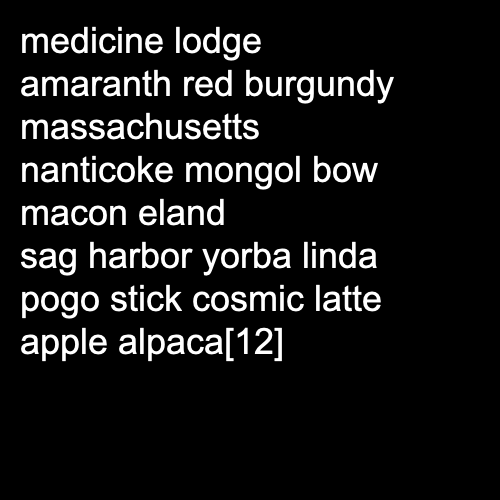 medicine lodge
amaranth red burgundy
massachusetts
nanticoke mongol bow
macon eland
sag harbor yorba linda
pogo stick cosmic latte
apple alpaca[12]